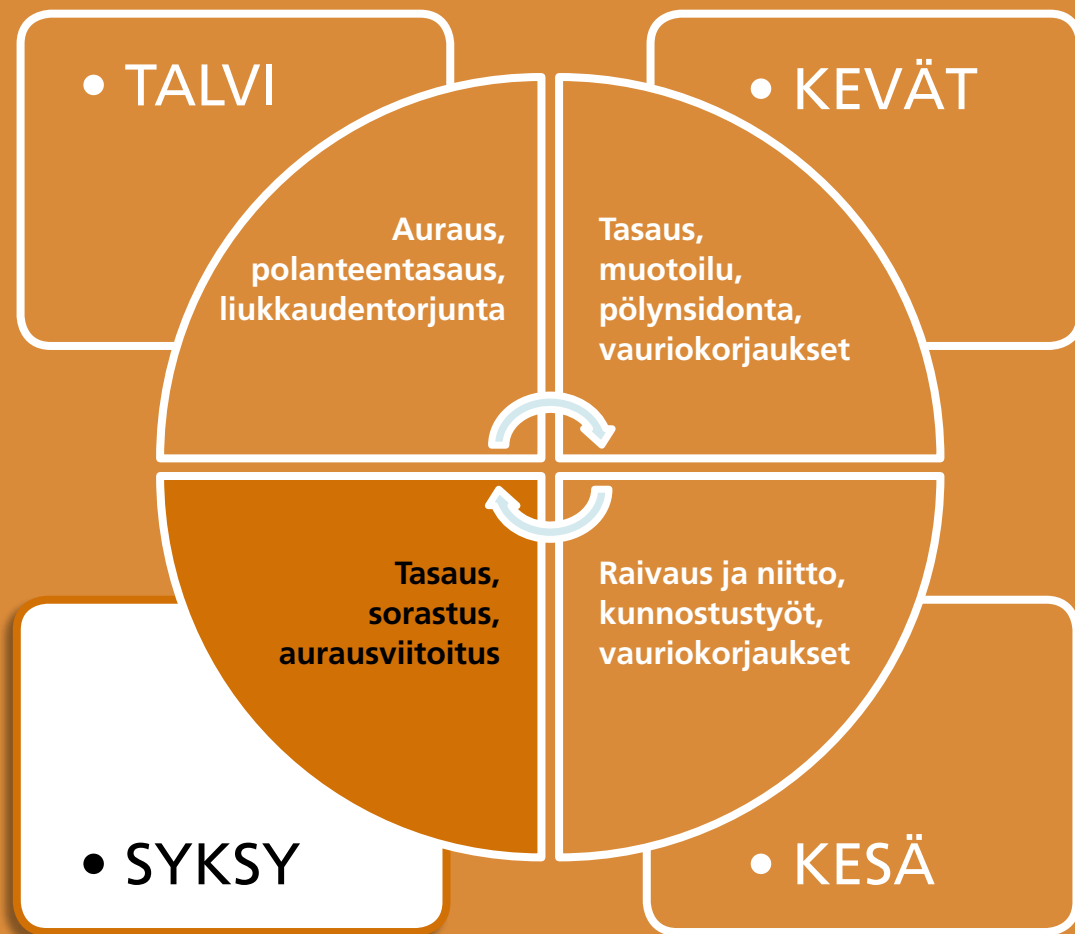 • TALVI
Auraus,
polanteentasaus,
liukkaudentorjunta
• KEVÄT
Tasaus,
muotoilu,
pölynsidonta,
vauriokorjaukset
Tasaus,
sorastus,
aurausviitoitus
• SYKSY
Raivaus ja niitto,
kunnostustyöt,
vauriokorjaukset
• KESÄ